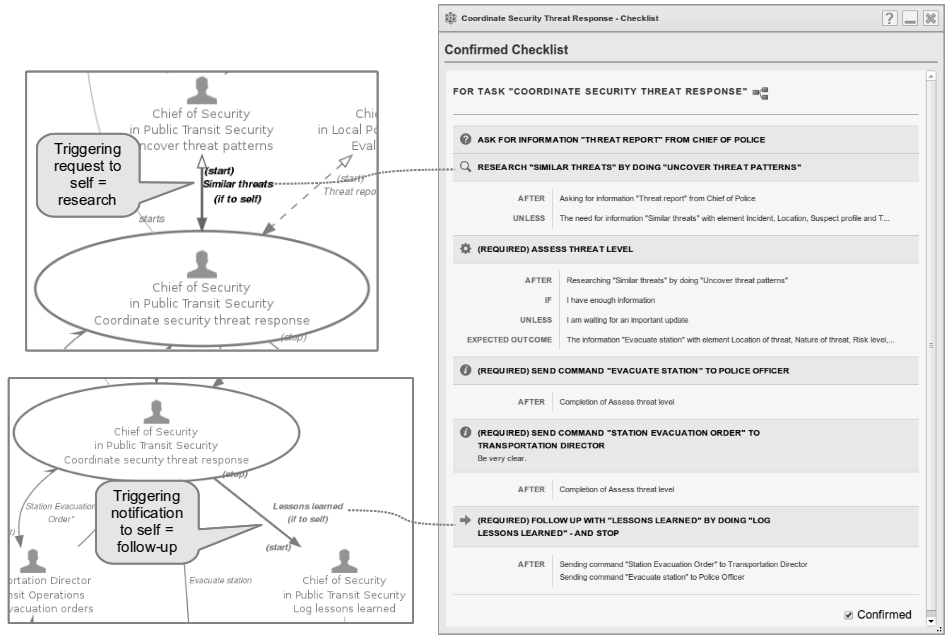 Chief of Security
in Public Transit Security
Uncover threat patterns
Chi
in Local Po
Eval
Triggering
request to
self =
research
(start)
Similar threats
(if to self)
(start)
Threat repo
starts
Chief of Security
in Public Transit Security
Coordinate security threat response
(stop)
Chief of Security
in Public Transit Security
Coordinate security threat response
(stop)
Station Evacuation
Order"
Triggering
notification
to self =
follow-up
Lessons learned
(if to self)
(start)
ortation Director
nsit Operations
vacuation orders
Evacuate station
Chief of Security
in Public Transit Security
Log lessons learned
Coordinate Security Threat Response - Checklist
Confirmed Checklist
FOR TASK "COORDINATE SECURITY THREAT RESPONSE"
ASK FOR INFORMATION "THREAT REPORT" FROM CHIEF OF POLICE
RESEARCH "SIMILAR THREATS" BY DOING "UNCOVER THREAT PATTERNS"
AFTER Asking for information "Threat report" from Chief of Police
UNLESS The need for information "Similar threats" with element Incident, Location, Suspect profile and T...
(REQUIRED) ASSESS THREAT LEVEL
AFTER Researching "Similar threats" by doing "Uncover threat patterns"
IF I have enough information
UNLESS I am waiting for an important update
EXPECTED OUTCOME The information "Evacuate station" with element Location of threat, Nature of threat, Risk level,...
(REQUIRED) SEND COMMAND "EVACUATE STATION" TO POLICE OFFICER
AFTER Completion of Assess threat level
(REQUIRED) SEND COMMAND "STATION EVACUATION ORDER" TO
TRANSPORTATION DIRECTOR
Be very clear.
AFTER Completion of Assess threat level
(REQUIRED) FOLLOW UP WITH "LESSONS LEARNED" BY DOING "LOG
LESSONS LEARNED" - AND STOP
AFTER Sending command "Station Evacuation Order" to Transportation Director
Sending command "Evacuate station" to Police Officer
Confirmed